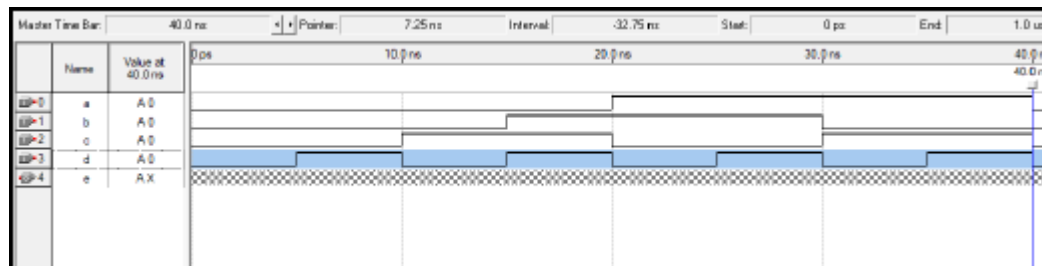 Master Time Bar: 40.0 ns Pointer: 7.25 ns Interval: -32.75 ns Start: 0 ps End: 1.0 us
Name Value at 40.0 ns 0 ps 10.0 ns 20.0 ns 30.0 ns 40.0 n
40.0 n
0 a A 0
1 b A 0
2 c A 0
3 d A 0
4 e A X